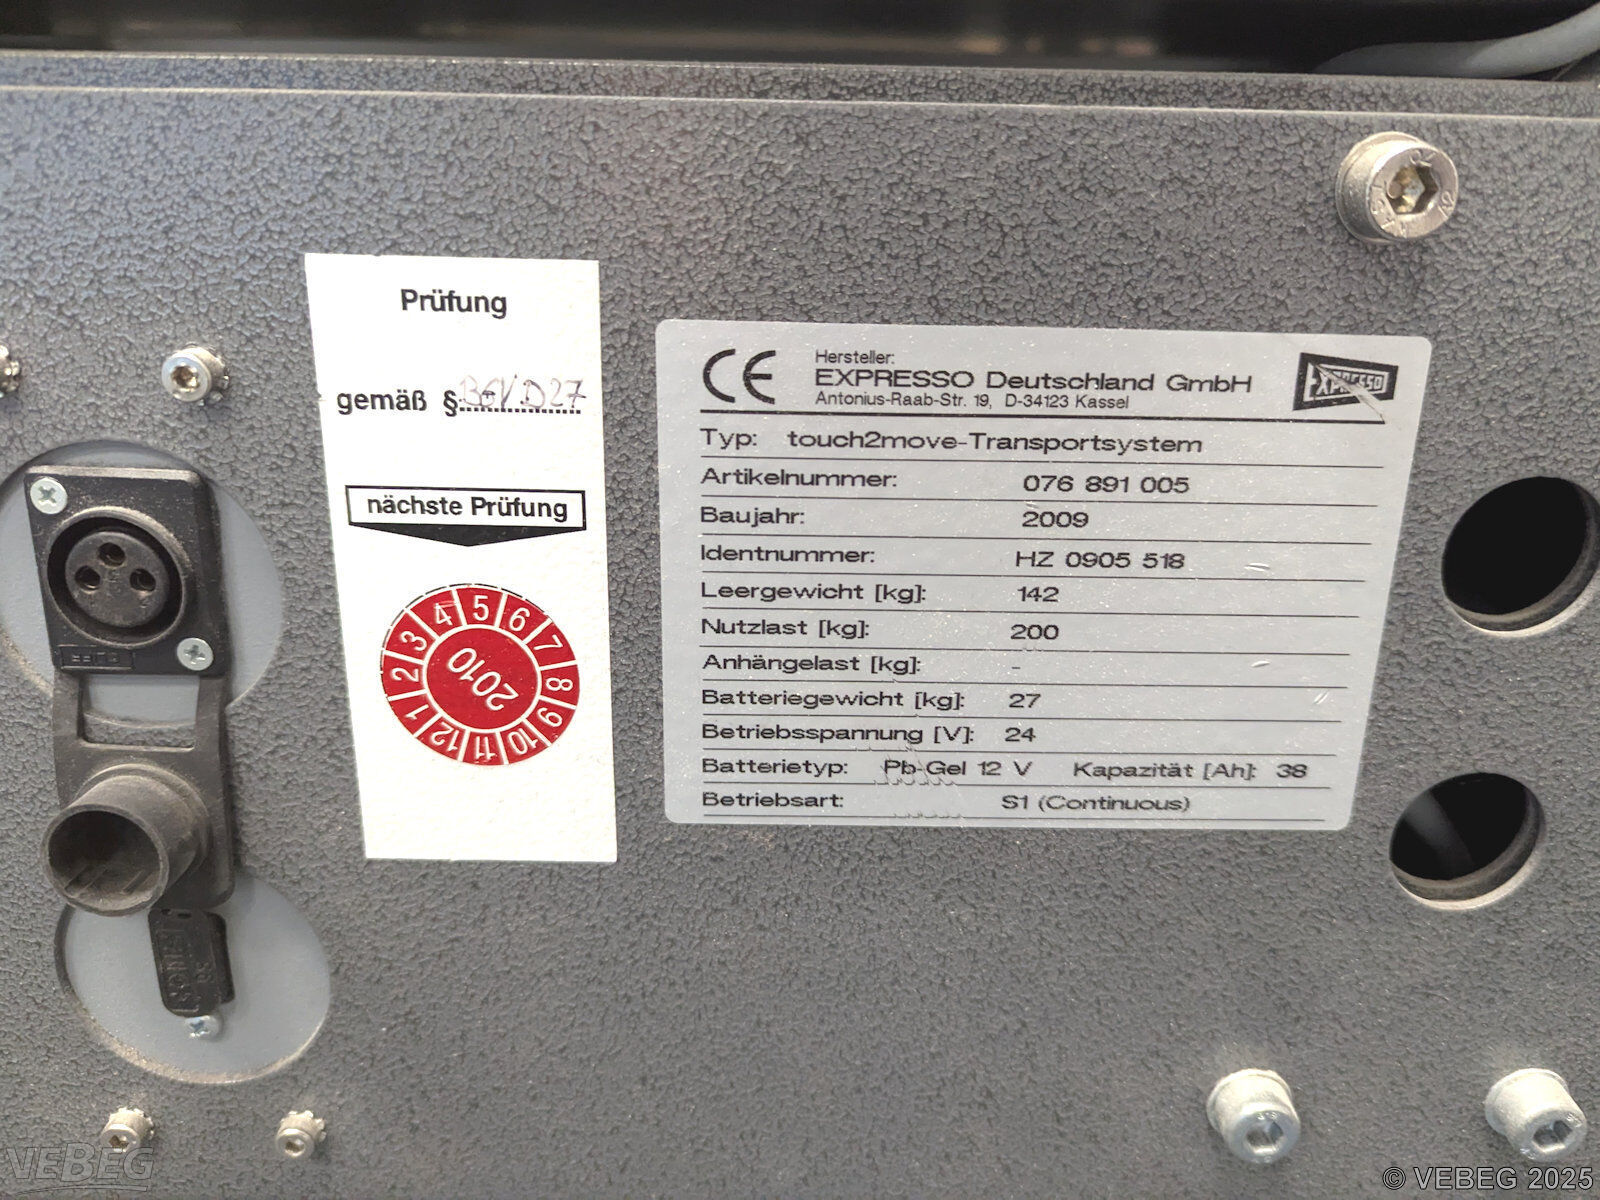 Prüfung
gemäß § BGV D27
nächste Prüfung
1 2 3 4 5 6 7 8 9 10 11 12
2010
CE
Hersteller:
EXPRESSO Deutschland GmbH
Antonius-Raab-Str. 19, D-34123 Kassel
EXPRESSO
Typ: touch2move-Transportsystem
Artikelnummer: 076 891 005
Baujahr: 2009
Identnummer: HZ 0905 518
Leergewicht [kg]: 142
Nutzlast [kg]: 200
Anhängelast [kg]: -
Batteriegewicht [kg]: 27
Betriebsspannung [V]: 24
Batterietyp: Pb-Gel 12 V Kapazität [Ah]: 38
Betriebsart: S1 (Continuous)
VEBEG
© VEBEG 2025